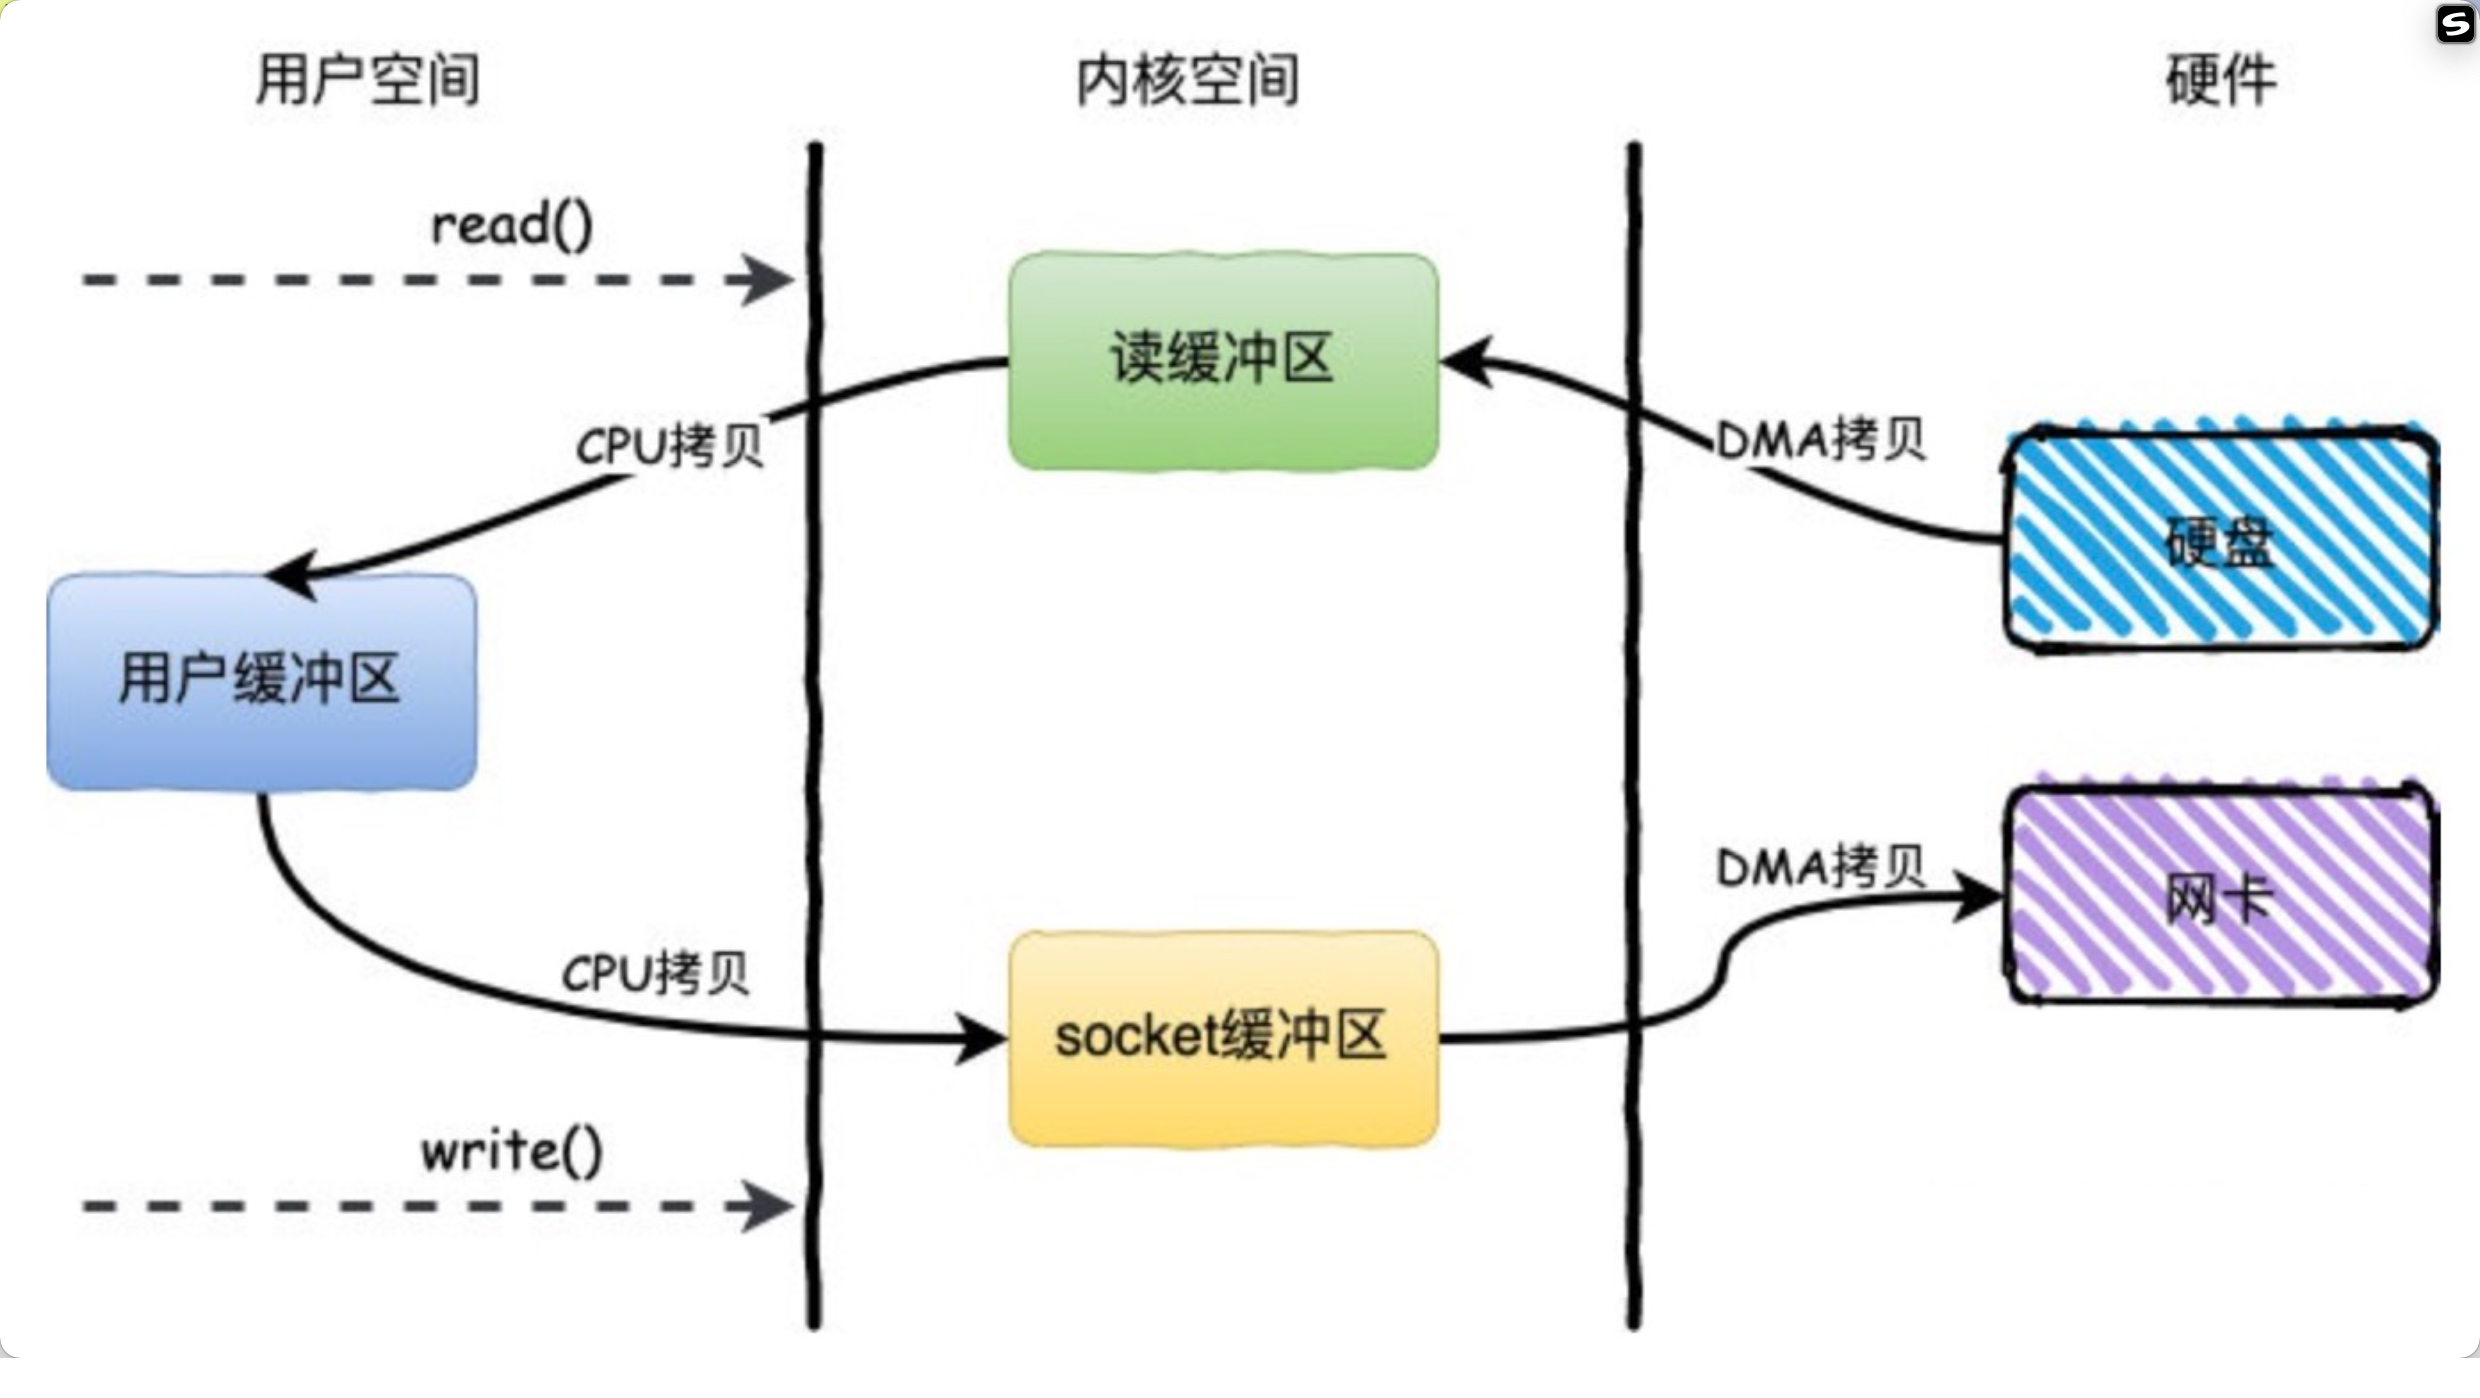 用户空间
内核空间
硬件
read()
读缓冲区
CPU拷贝
DMA拷贝
硬盘
用户缓冲区
DMA拷贝
网卡
CPU拷贝
socket缓冲区
write()